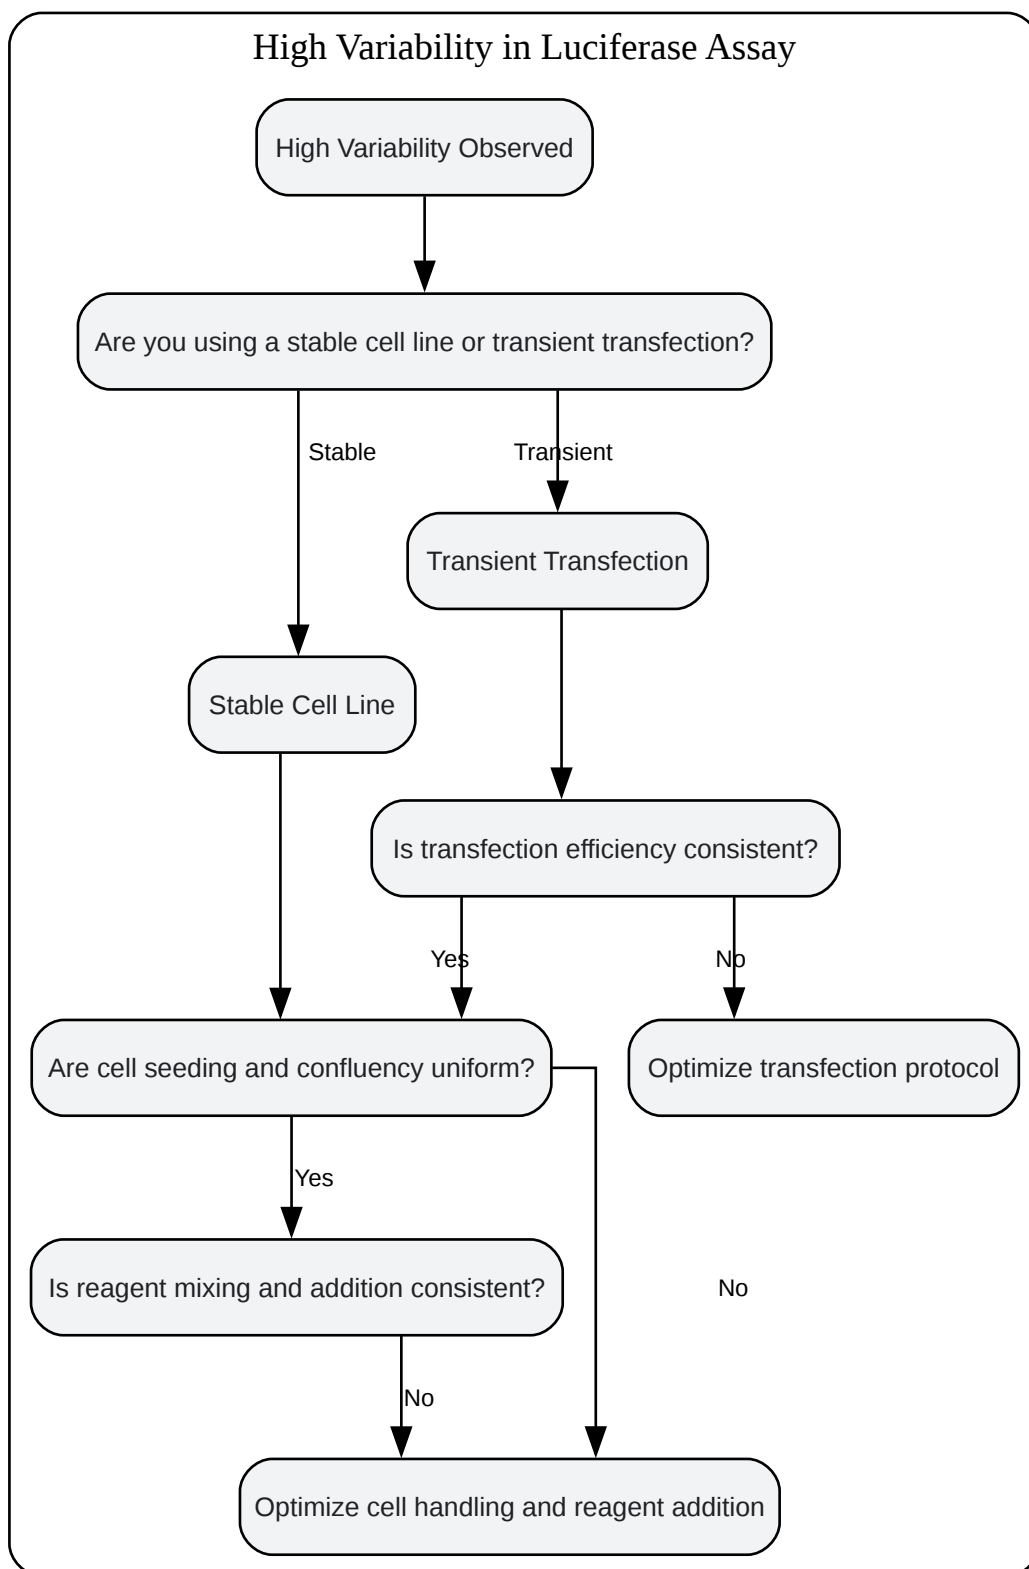 High Variability in Luciferase Assay
High Variability Observed
Are you using a stable cell line or transient transfection?
Stable
Transient
Transient Transfection
Stable Cell Line
Is transfection efficiency consistent?
Yes
No
Are cell seeding and confluency uniform?
Optimize transfection protocol
Yes
Is reagent mixing and addition consistent?
No
No
Optimize cell handling and reagent addition